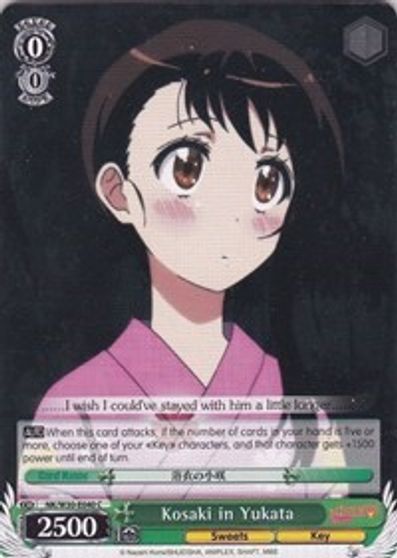 LEVEL
0
0
......I wish I could've stayed with him a little longer......
When this card attacks, if the number of cards in your hand is five or
more, choose one of your «Key» characters, and that character gets +1500
power until end of turn.
Card Name
浴衣の小咲
2500
Kosaki in Yukata
Sweets
Key